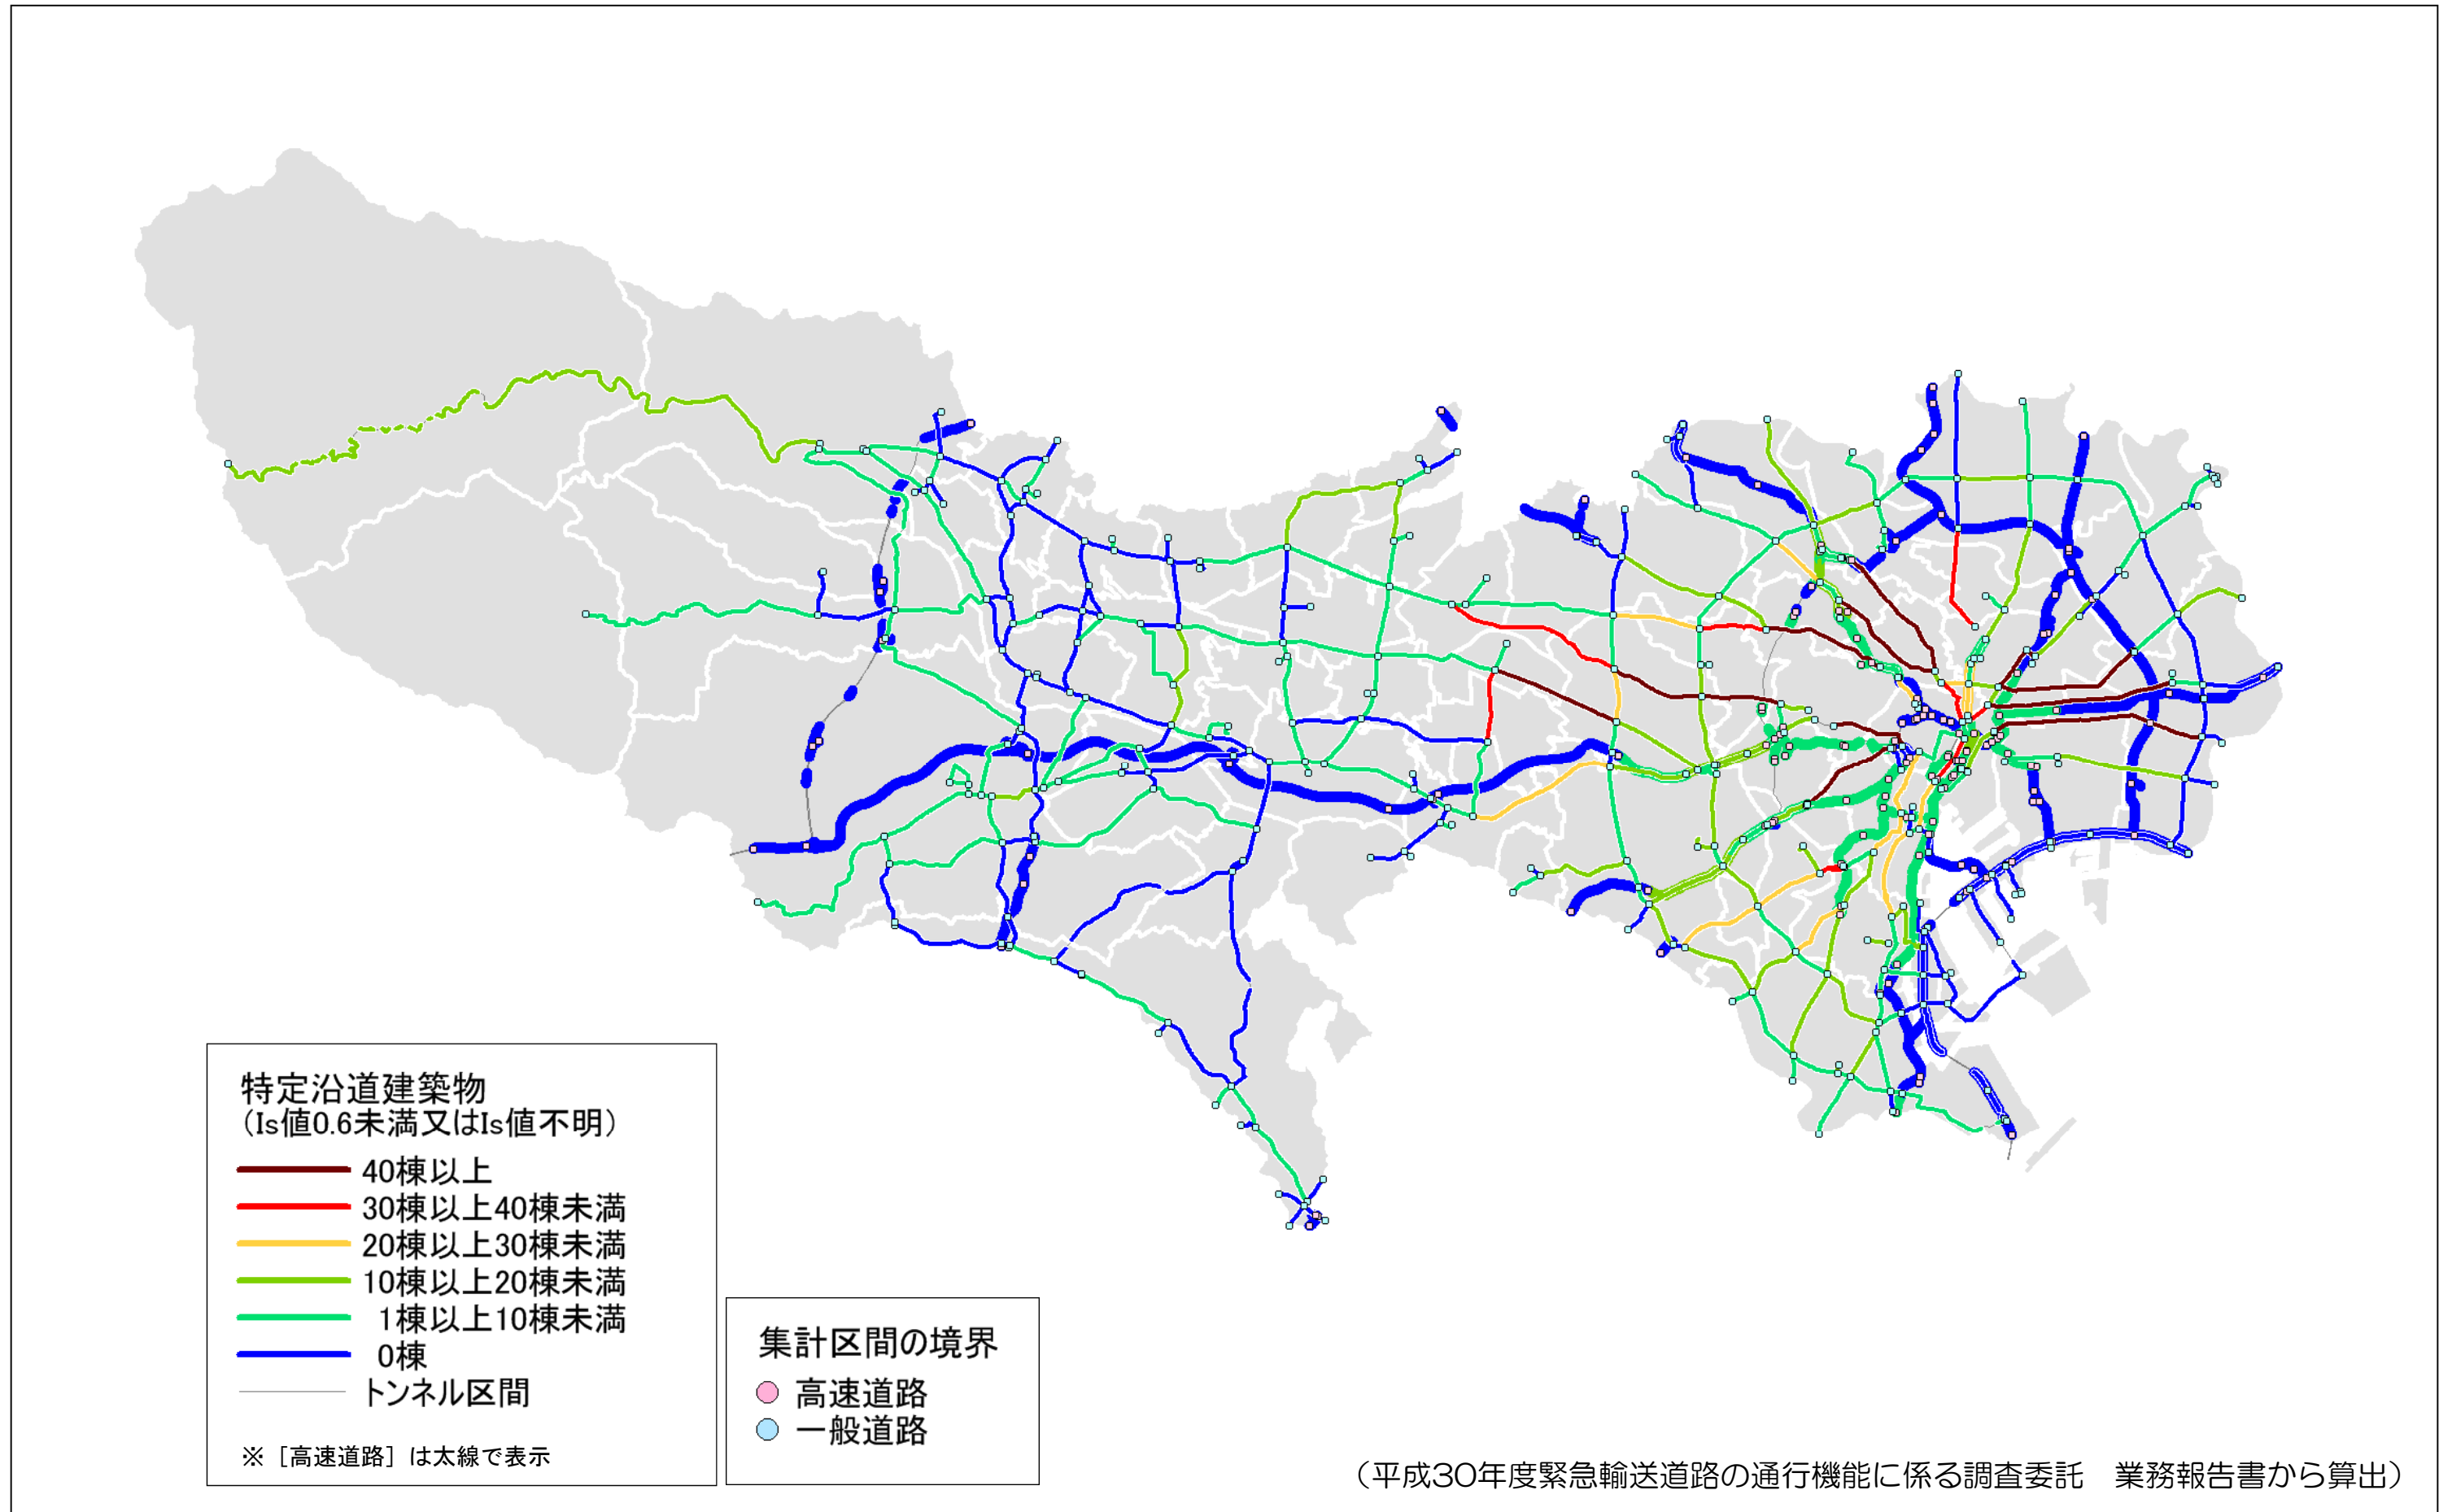 特定沿道建築物
（Is値0.6未満又はIs値不明）
40棟以上
30棟以上40棟未満
20棟以上30棟未満
10棟以上20棟未満
1棟以上10棟未満
0棟
トンネル区間
※［高速道路］は太線で表示
集計区間の境界
高速道路
一般道路
（平成30年度緊急輸送道路の通行機能に係る調査委託　業務報告書から算出）